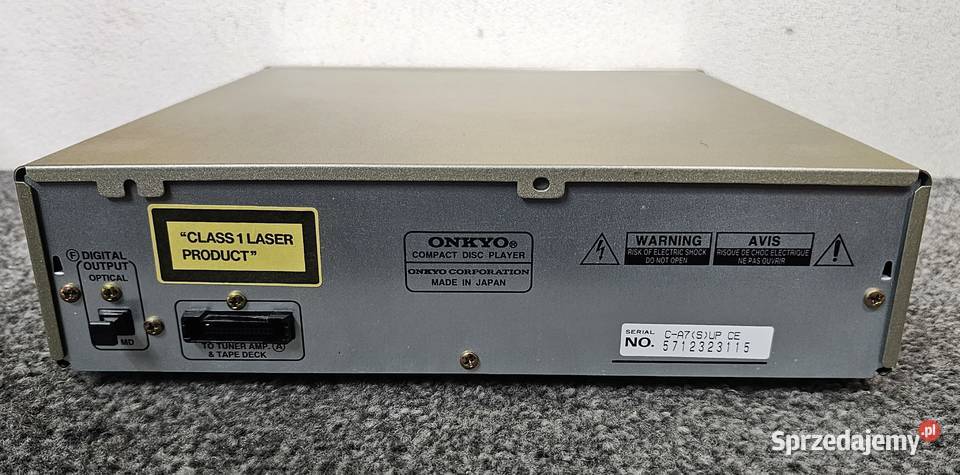 "CLASS 1 LASER
PRODUCT"
F DIGITAL
OUTPUT
OPTICAL
MD
TO TUNER AMP. A
& TAPE DECK
ONKYO®
COMPACT DISC PLAYER
ONKYO CORPORATION
MADE IN JAPAN
WARNING
RISK OF ELECTRIC SHOCK
DO NOT OPEN
AVIS
RISQUE DE CHOC ELECTRIQUE
NE PAS OUVRIR
SERIAL
NO.
C-A7(S)UP CE
5712323115
Sprzedajemy.pl